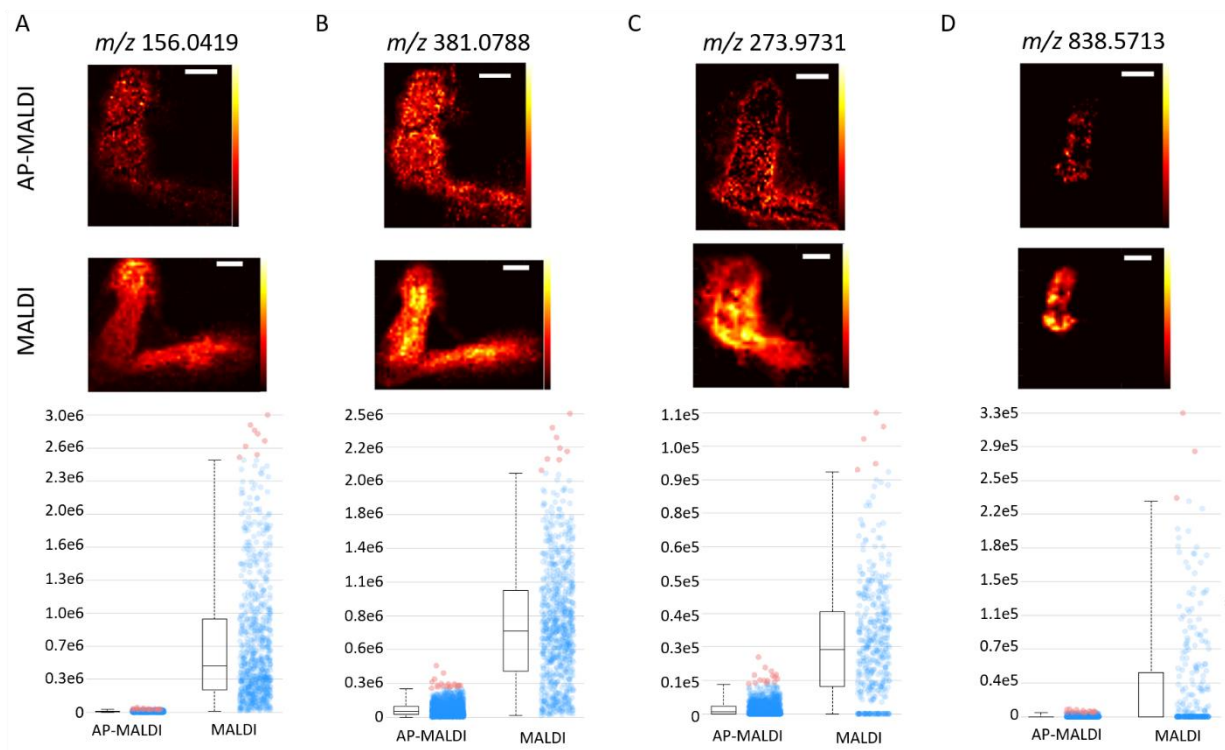 A
B
C
D
m/z 156.0419
m/z 381.0788
m/z 273.9731
m/z 838.5713
AP-MALDI
MALDI
3.0e6
2.6e6
2.3e6
2.0e6
1.6e6
1.3e6
1.0e6
0.7e6
0.3e6
0
AP-MALDI
MALDI
2.5e6
2.2e6
2.0e6
1.8e6
1.4e6
1.1e6
0.8e6
0.3e6
0
AP-MALDI
MALDI
1.1e5
1.0e5
0.9e5
0.8e5
0.6e5
0.5e5
0.4e5
0.3e5
0.1e5
0
AP-MALDI
MALDI
3.3e5
2.9e5
2.5e5
2.2e5
1.8e5
1.5e5
1.1e5
0.7e5
0.4e5
0
AP-MALDI
MALDI